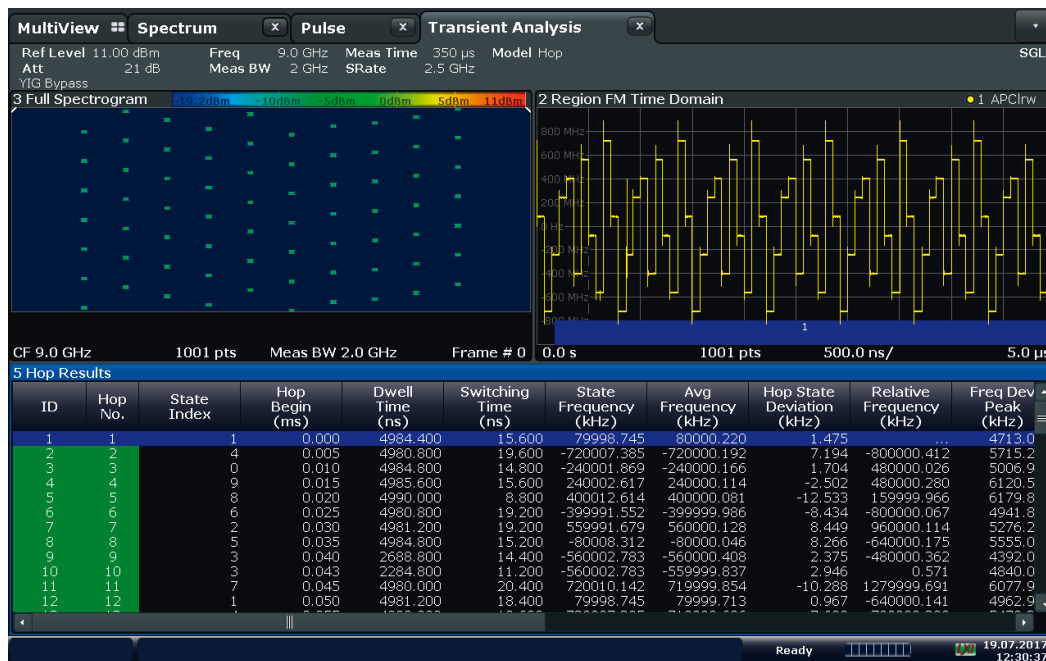 MultiView Spectrum X Pulse X Transient Analysis X
Ref Level 11.00 dBm Freq 9.0 GHz Meas Time 350 µs Model Hop SGL
Att 21 dB Meas BW 2 GHz SRate 2.5 GHz
YIG Bypass
3 Full Spectrogram -19.2dBm -10dBm -5dBm 0dBm 5dBm 11dBm
2 Region FM Time Domain 1 APClrw
800 MHz
600 MHz
400 MHz
200 MHz
0 Hz
-200 MHz
-400 MHz
-600 MHz
-800 MHz
1
CF 9.0 GHz 1001 pts Meas BW 2.0 GHz Frame # 0
0.0 s 1001 pts 500.0 ns/ 5.0 µs
5 Hop Results
ID Hop No. State Index Hop Begin (ms) Dwell Time (ns) Switching Time (ns) State Frequency (kHz) Avg Frequency (kHz) Hop State Deviation (kHz) Relative Frequency (kHz) Freq Dev Peak (kHz)
1 1 1 0.000 4984.400 15.600 79998.745 80000.220 1.475 ... 4713.0
2 2 4 0.005 4980.800 19.600 -720007.385 -720000.192 7.194 -800000.412 5715.2
3 3 0 0.010 4984.800 14.800 -240001.869 -240000.166 1.704 480000.026 5006.9
4 4 9 0.015 4985.600 15.600 240002.617 240000.114 -2.502 480000.280 6120.5
5 5 8 0.020 4990.000 8.800 400012.614 400000.081 -12.533 159999.966 6179.8
6 6 6 0.025 4980.800 19.200 -399991.552 -399999.986 -8.434 -800000.067 4941.8
7 7 2 0.030 4981.200 19.200 559991.679 560000.128 8.449 960000.114 5276.2
8 8 5 0.035 4984.800 15.200 -80008.312 -80000.046 8.266 -640000.175 5555.0
9 9 3 0.040 2688.800 14.400 -560002.783 -560000.408 2.375 -480000.362 4392.0
10 10 3 0.043 2284.800 11.200 -560002.783 -559999.837 2.946 0.571 4840.0
11 11 7 0.045 4980.000 20.400 720010.142 719999.854 -10.288 1279999.691 6077.9
12 12 1 0.050 4981.200 18.400 79998.745 79999.713 0.967 -640000.141 4962.9
Ready 19.07.2017
12:30:37